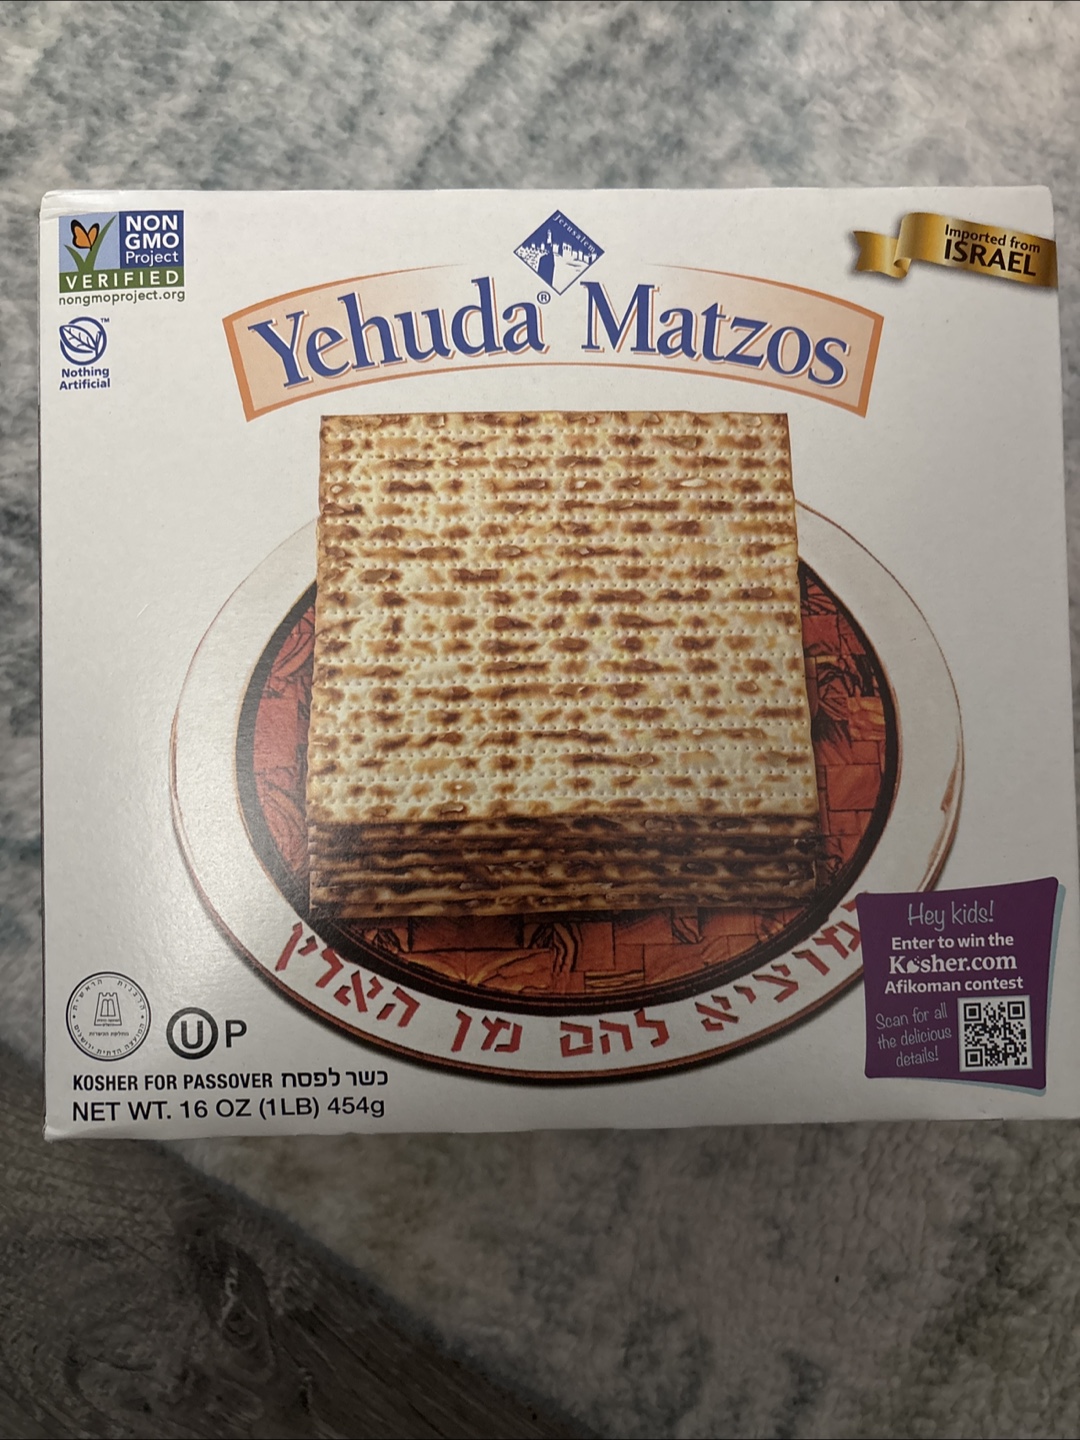 NON
GMO
Project
VERIFIED
nongmoproject.org
Nothing
Artificial
Jerusalem
Yehuda® Matzos
Imported from
ISRAEL
המוציא לחם מן הארץ
Hey kids!
Enter to win the
Kosher.com
Afikoman contest
Scan for all
the delicious
details!
U P
KOSHER FOR PASSOVER כשר לפסח
NET WT. 16 OZ (1LB) 454g